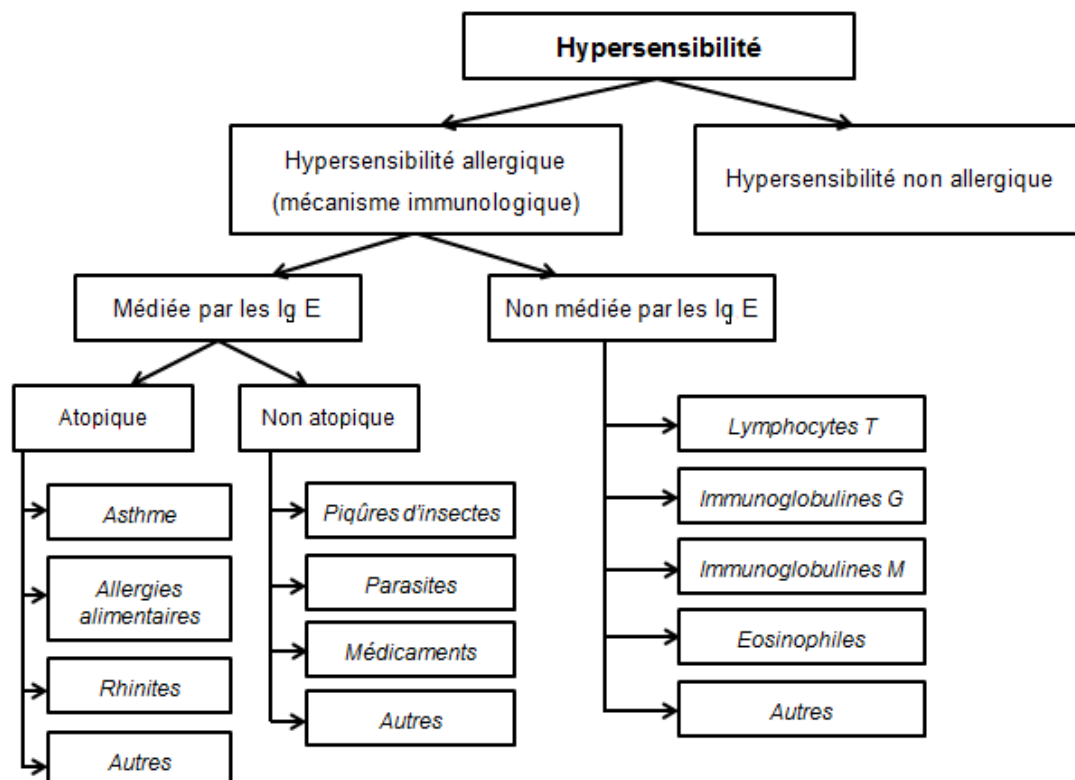 Hypersensibilité
Hypersensibilité allergique
(mécanisme immunologique)
Hypersensibilité non allergique
Médiée par les Ig E
Non médiée par les Ig E
Atopique
Non atopique
Asthme
Allergies
alimentaires
Rhinites
Autres
Piqûres d'insectes
Parasites
Médicaments
Autres
Lymphocytes T
Immunoglobulines G
Immunoglobulines M
Eosinophiles
Autres